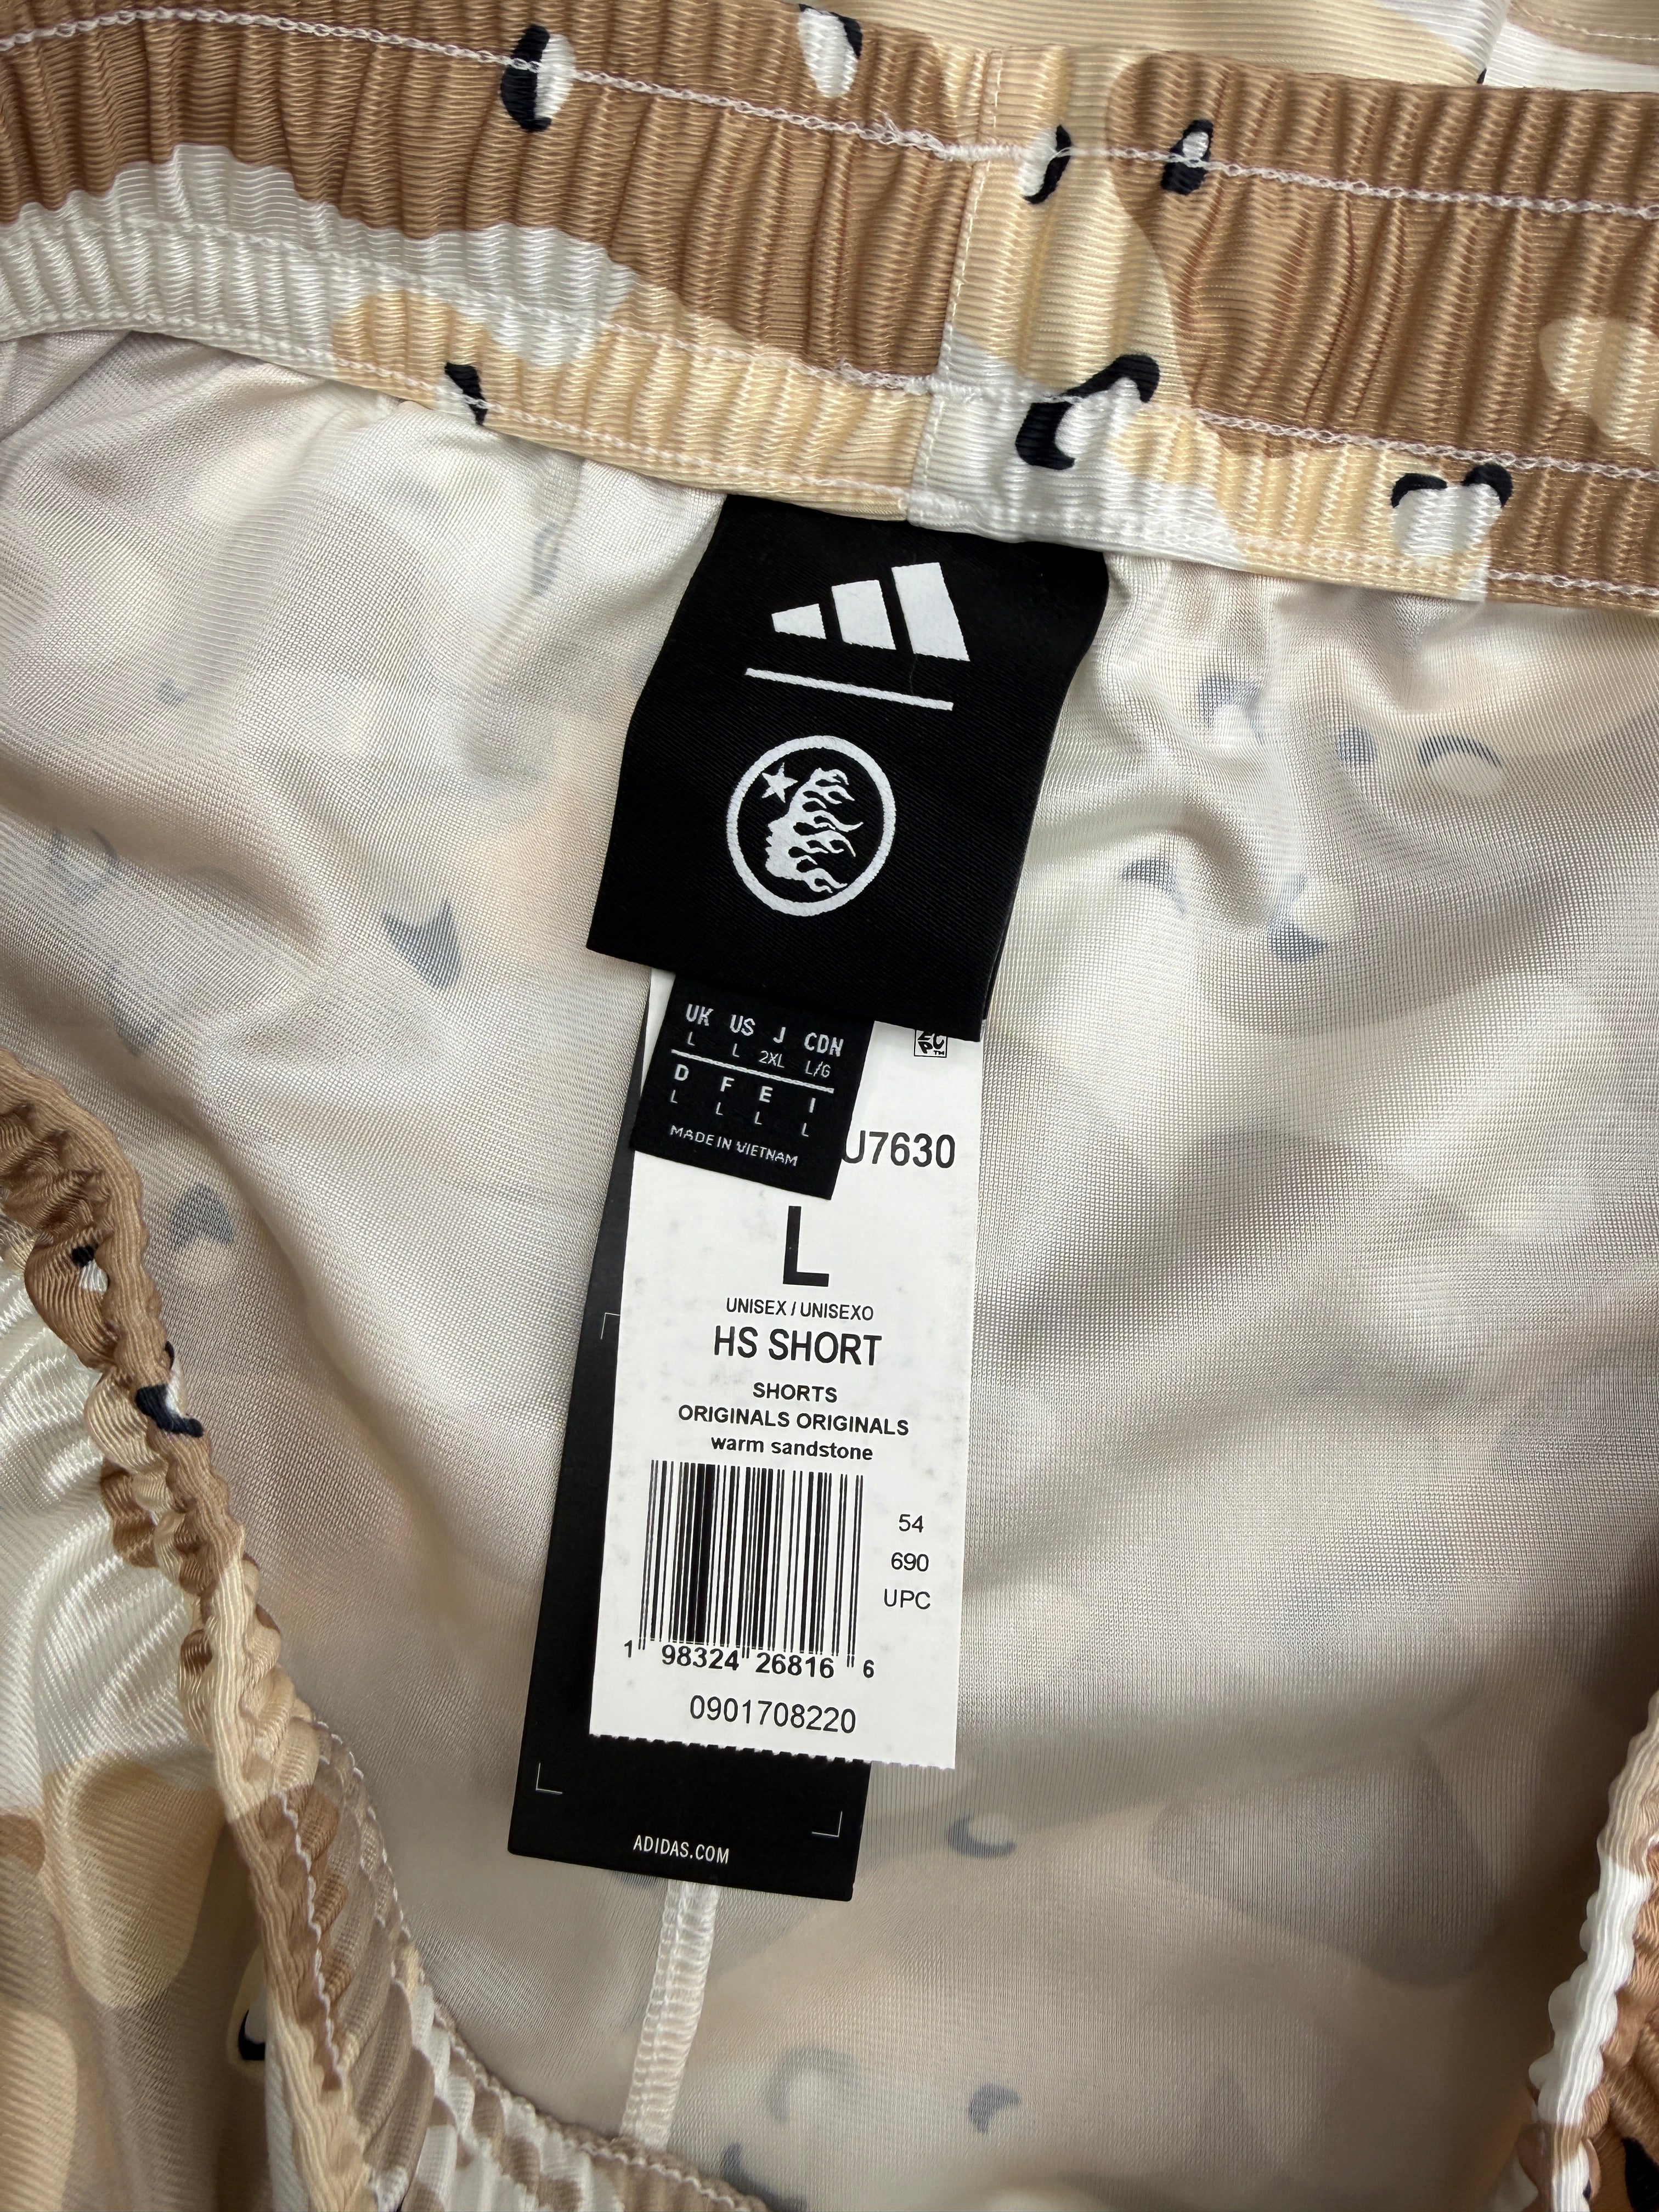 UK US J CDN
L L 2XL L/G
D F E I
L L L L
MADE IN VIETNAM
U7630
L
UNISEX / UNISEXO
HS SHORT
SHORTS
ORIGINALS ORIGINALS
warm sandstone
54
690
UPC
1 98324 26816 6
0901708220
ADIDAS.COM